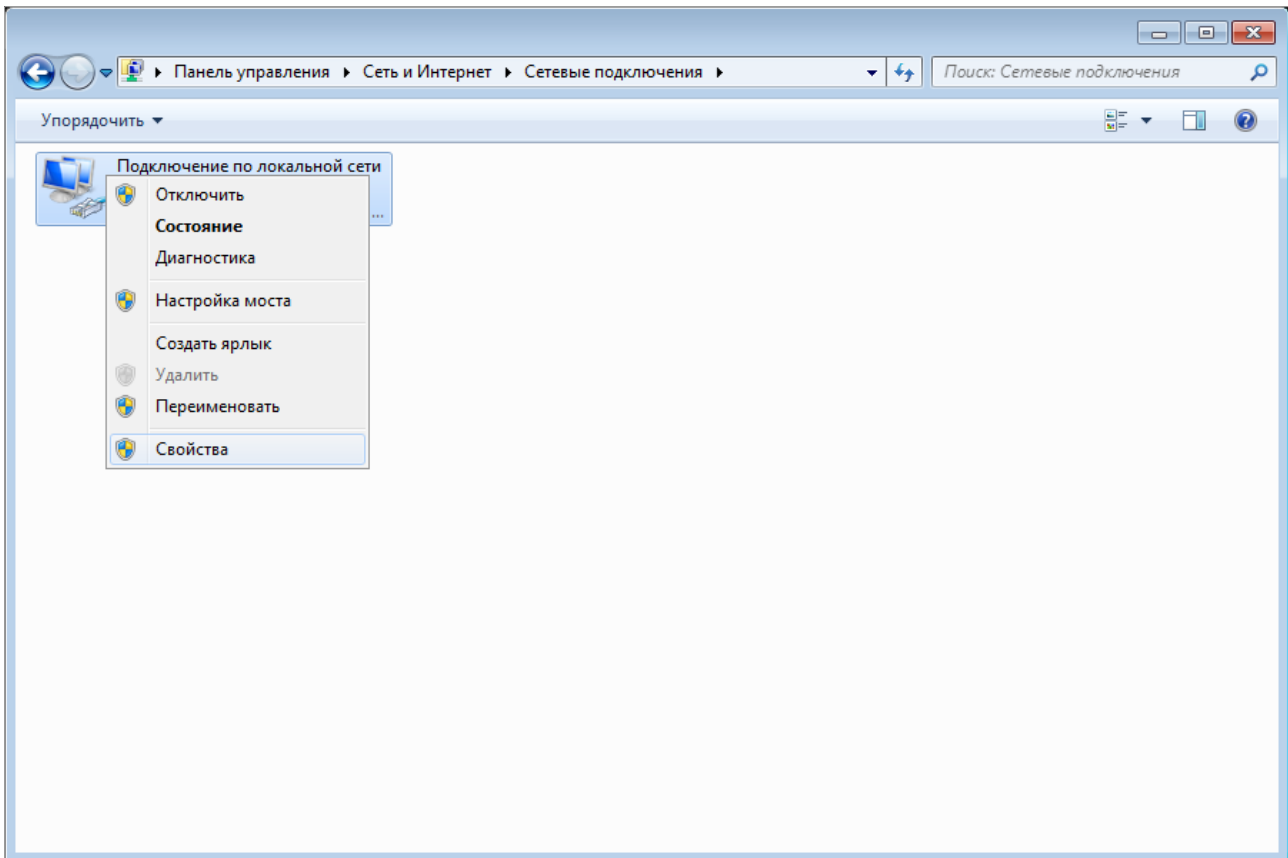 Панель управления Сеть и Интернет Сетевые подключения Поиск: Сетевые подключения
Упорядочить
Подключение по локальной сети
...
Отключить
Состояние
Диагностика
Настройка моста
Создать ярлык
Удалить
Переименовать
Свойства